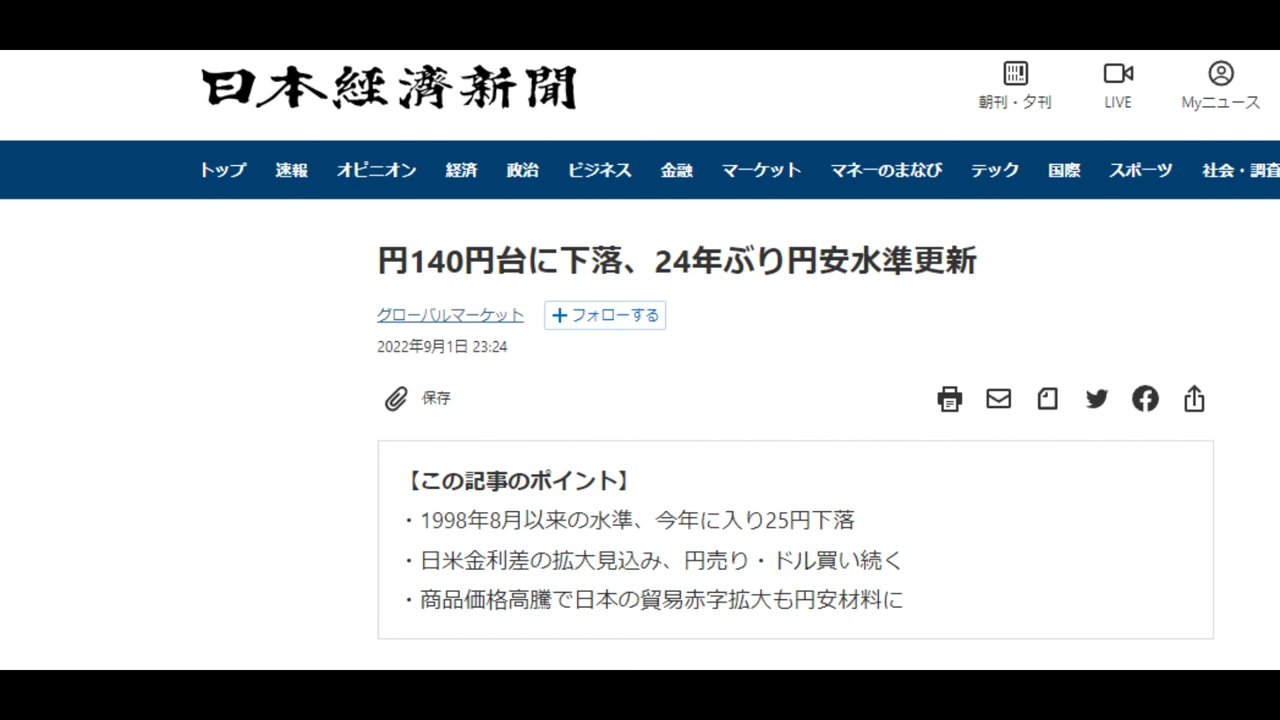 日本経済新聞
朝刊・夕刊
LIVE
Myニュース
トップ 速報 オピニオン 経済 政治 ビジネス 金融 マーケット マネーのまなび テック 国際 スポーツ 社会・調査
円140円台に下落、24年ぶり円安水準更新
グローバルマーケット
+フォローする
2022年9月1日 23:24
保存
【この記事のポイント】
・1998年8月以来の水準、今年に入り25円下落
・日米金利差の拡大見込み、円売り・ドル買い続く
・商品価格高騰で日本の貿易赤字拡大も円安材料に